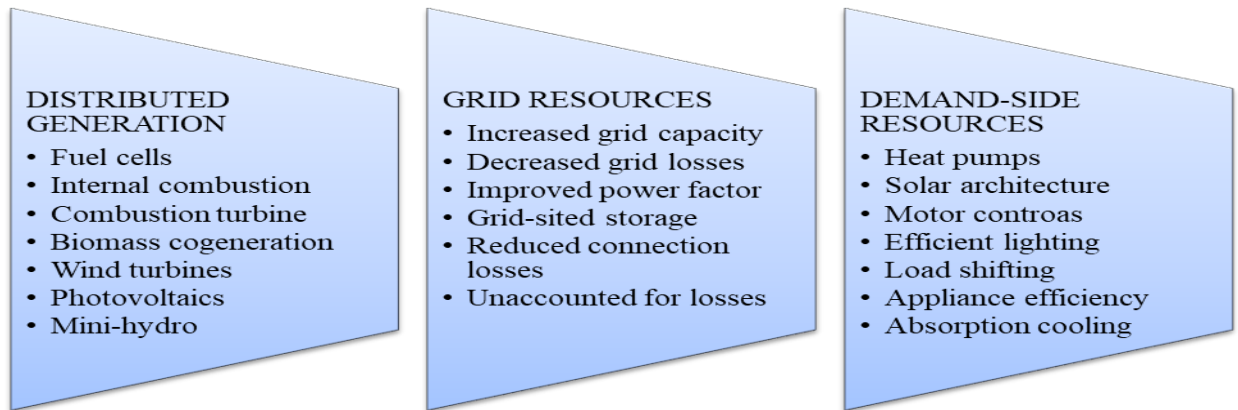 DISTRIBUTED
GENERATION
• Fuel cells
• Internal combustion
• Combustion turbine
• Biomass cogeneration
• Wind turbines
• Photovoltaics
• Mini-hydro
GRID RESOURCES
• Increased grid capacity
• Decreased grid losses
• Improved power factor
• Grid-sited storage
• Reduced connection
losses
• Unaccounted for losses
DEMAND-SIDE
RESOURCES
• Heat pumps
• Solar architecture
• Motor controas
• Efficient lighting
• Load shifting
• Appliance efficiency
• Absorption cooling